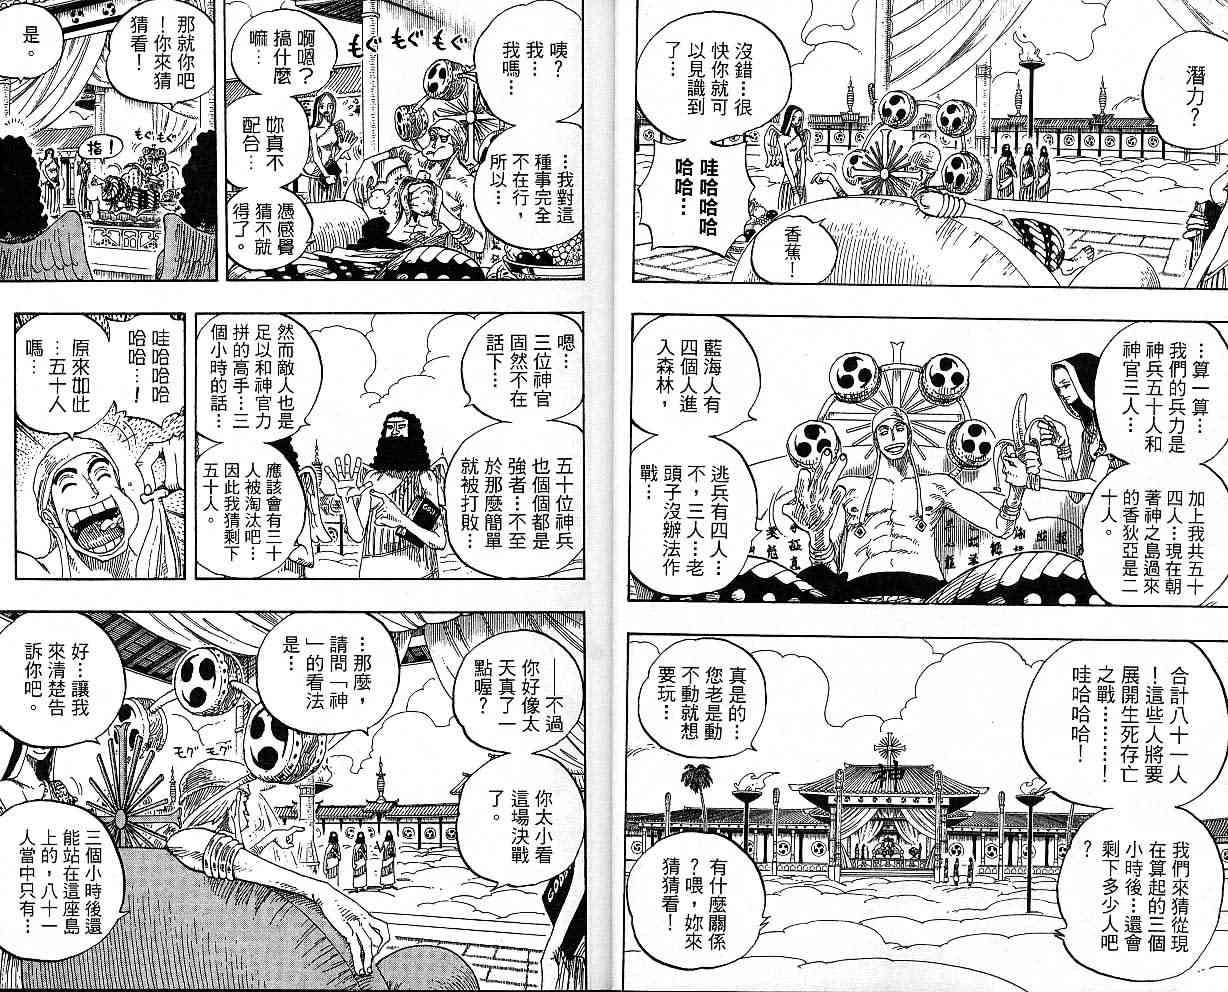 潛力？
沒錯…很
快你就可
以見識到
了…
哇哈哈哈
哈哈…
香蕉！
…算一算…
我們的兵力是
神兵五十人和
神官三人…
加上我共五十
四人…現在朝
著神之島過來
的香狄亞是二
十人。
藍海人有
四個人進
入森林，
逃兵有四人…
不，三人…老
頭子沒辦法作
戰…
合計八十一人
！這些人將要
展開生死存亡
之戰………！
哇哈哈哈！
我們來猜從現
在算起的三個
小時後…還會
剩下多少人吧
？
真是的…
您老是動
不動就想
要玩…
有什麼關係
？喂，妳來
猜猜看！
神
咦？
我…
我嗎…
…我對這
種事完全
不在行，
所以…
もぐ もぐ もぐ
啊嗯？
搞什麼
嘛…
妳真不
配合…
憑感覺
猜不就
得了。
那就你吧
！你來猜
猜看！
もぐ もぐ
指！
是。
嗯…
三位神官
固然不在
話下…
五十位神兵
也個個都是
強者…不至
於那麼簡單
就被打敗…
然而敵人也是
足以和神官力
拼的高手…三
個小時的話…
應該會有三十
人被淘汰吧…
因此我猜剩下
五十人。
哇哈哈哈
哈哈…！
原來如此
…五十人
嗎…
──不過
你好像太
天真了一
點喔？
你太小看
這場決戰
了。
…那麼，
請問「神
」的看法
是…
モグ モグ
好…讓我
來清楚告
訴你吧。
三個小時後還
能站在這座島
上的，八十一
人當中只有…